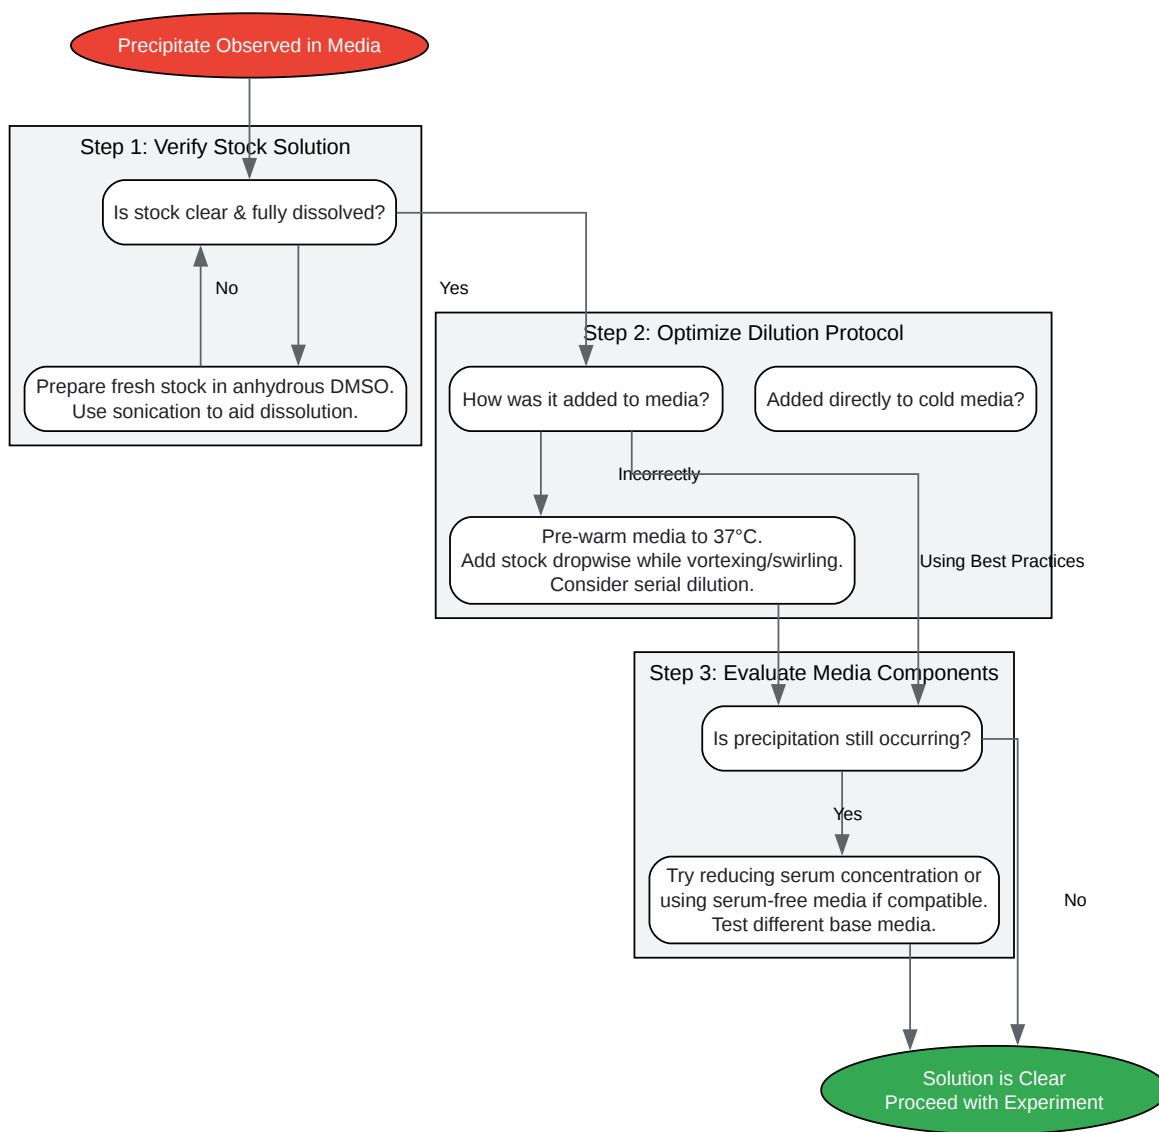 Precipitate Observed in Media
Step 1: Verify Stock Solution
Is stock clear & fully dissolved?
No
Yes
Prepare fresh stock in anhydrous DMSO.
Use sonication to aid dissolution.
Step 2: Optimize Dilution Protocol
How was it added to media?
Added directly to cold media?
Incorrectly
Pre-warm media to 37°C.
Add stock dropwise while vortexing/swirling.
Consider serial dilution.
Using Best Practices
Step 3: Evaluate Media Components
Is precipitation still occurring?
Yes
Try reducing serum concentration or
using serum-free media if compatible.
Test different base media.
No
Solution is Clear
Proceed with Experiment